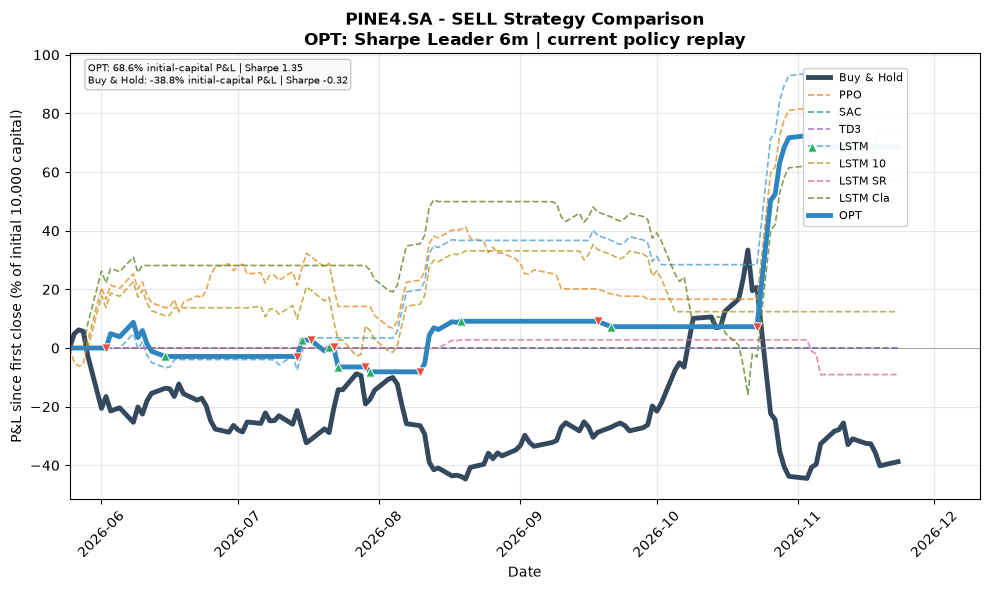 PINE4.SA - SELL Strategy Comparison
OPT: Sharpe Leader 6m | current policy replay
OPT: 68.6% initial-capital P&L | Sharpe 1.35
Buy & Hold: -38.8% initial-capital P&L | Sharpe -0.32
Buy & Hold
PPO
SAC
TD3
LSTM
LSTM 10
LSTM SR
LSTM Cla
OPT
P&L since first close (% of initial 10,000 capital)
100
80
60
40
20
0
−20
−40
2026-06
2026-07
2026-08
2026-09
2026-10
2026-11
2026-12
Date